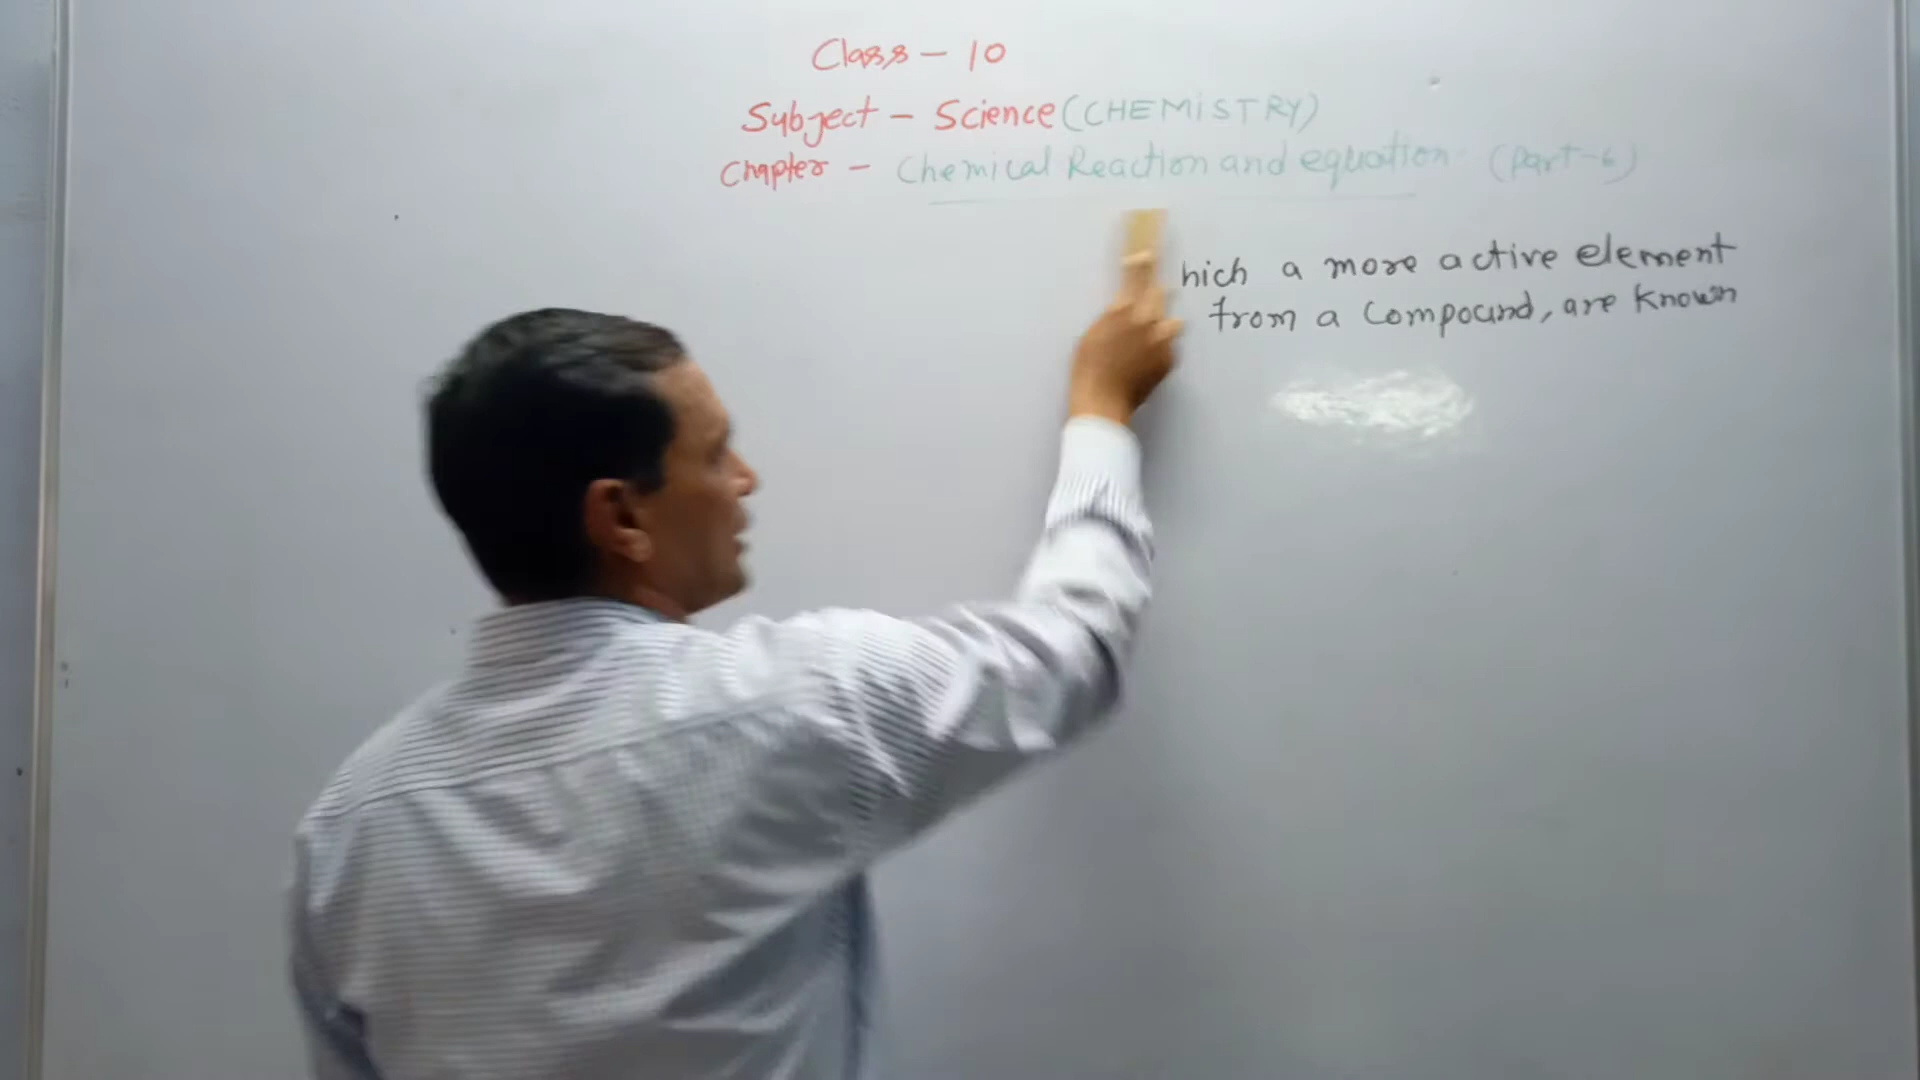 Class - 10
Subject - Science (CHEMISTRY)
Chapter - Chemical Reaction and equation (Part-6)
hich a more active element
from a compound, are known